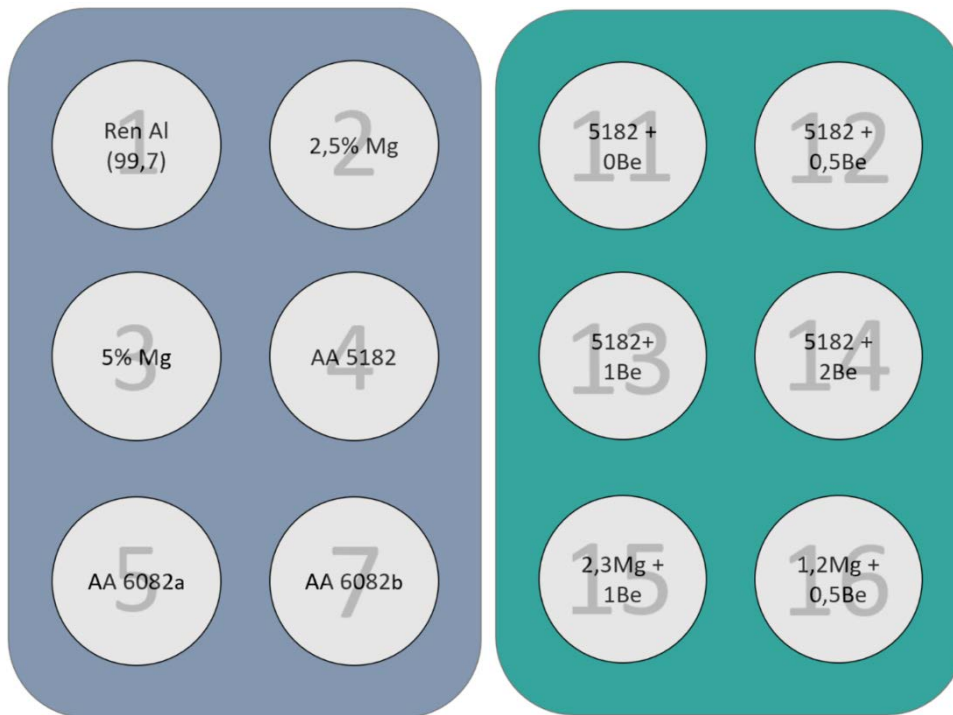 1
Ren Al
(99,7)
2
2,5% Mg
11
5182 +
0Be
12
5182 +
0,5Be
3
5% Mg
4
AA 5182
13
5182+
1Be
14
5182 +
2Be
5
AA 6082a
7
AA 6082b
15
2,3Mg +
1Be
16
1,2Mg +
0,5Be